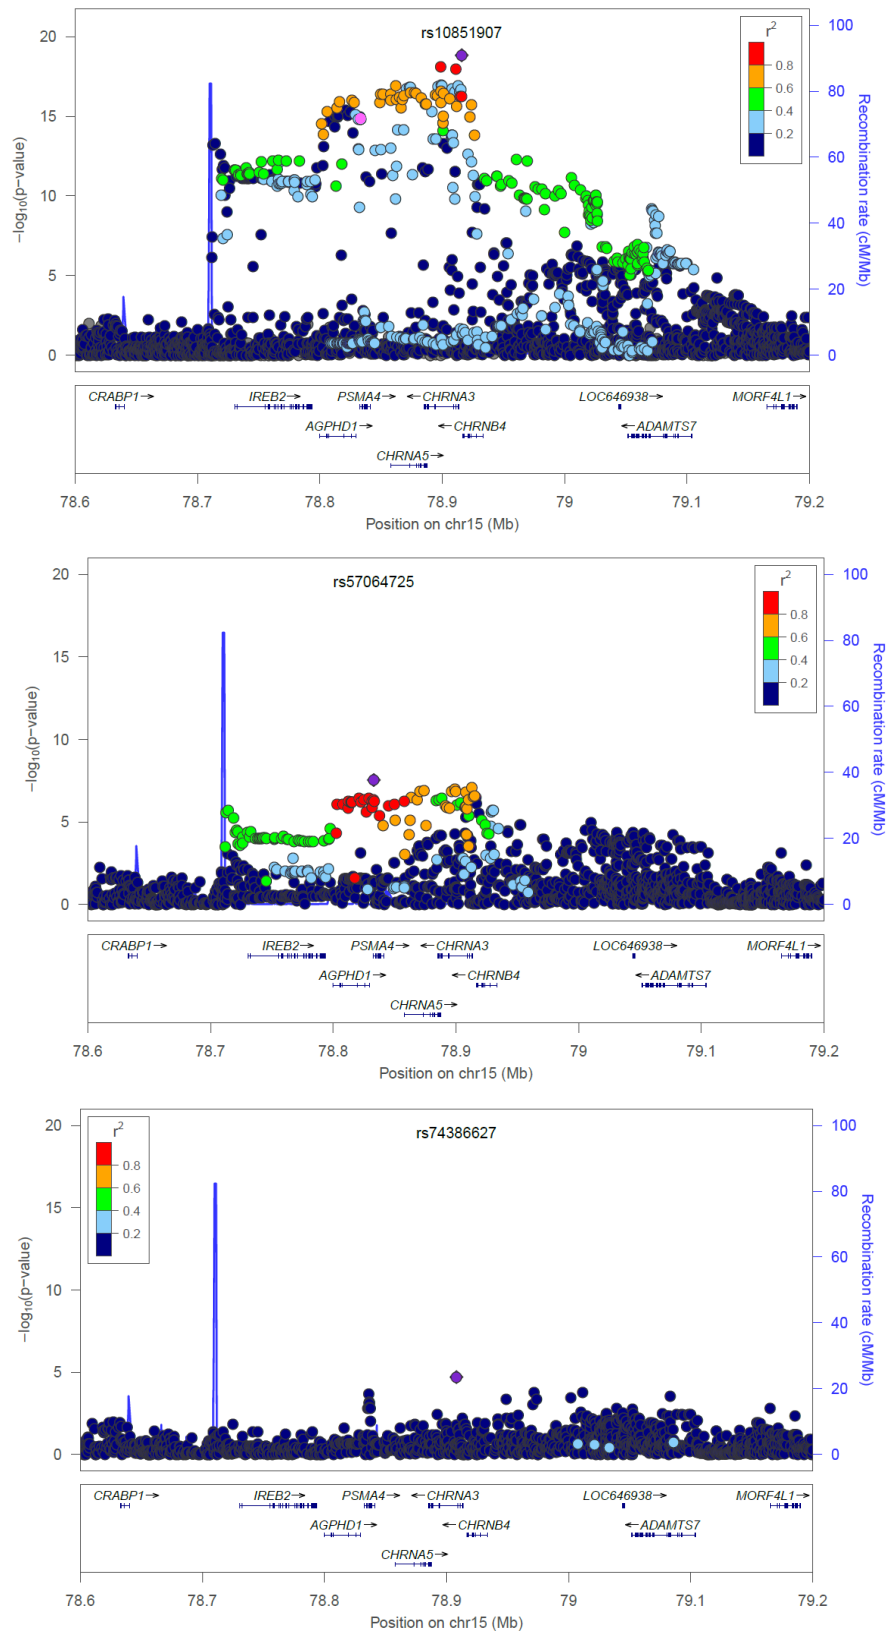 rs10851907
r2
0.8
0.6
0.4
0.2
20
15
10
5
0
−log10(p−value)
100
80
60
40
20
0
Recombination rate (cM/Mb)
CRABP1→
IREB2→
PSMA4→
←CHRNA3
LOC646938→
MORF4L1→
AGPHD1→
←CHRNB4
←ADAMTS7
CHRNA5→
78.6 78.7 78.8 78.9 79 79.1 79.2
Position on chr15 (Mb)
rs57064725
r2
0.8
0.6
0.4
0.2
20
15
10
5
0
−log10(p−value)
100
80
60
40
20
0
Recombination rate (cM/Mb)
CRABP1→
IREB2→
PSMA4→
←CHRNA3
LOC646938→
MORF4L1→
AGPHD1→
←CHRNB4
←ADAMTS7
CHRNA5→
78.6 78.7 78.8 78.9 79 79.1 79.2
Position on chr15 (Mb)
rs74386627
r2
0.8
0.6
0.4
0.2
20
15
10
5
0
−log10(p−value)
100
80
60
40
20
0
Recombination rate (cM/Mb)
CRABP1→
IREB2→
PSMA4→
←CHRNA3
LOC646938→
MORF4L1→
AGPHD1→
←CHRNB4
←ADAMTS7
CHRNA5→
78.6 78.7 78.8 78.9 79 79.1 79.2
Position on chr15 (Mb)